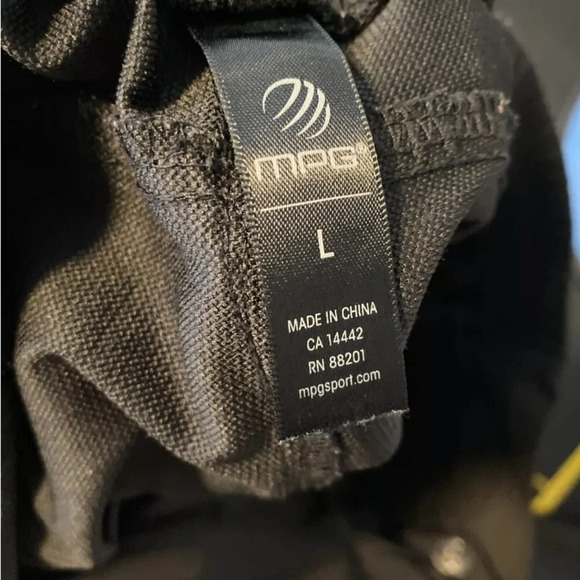 MPG®
L
MADE IN CHINA
CA 14442
RN 88201
mpgsport.com